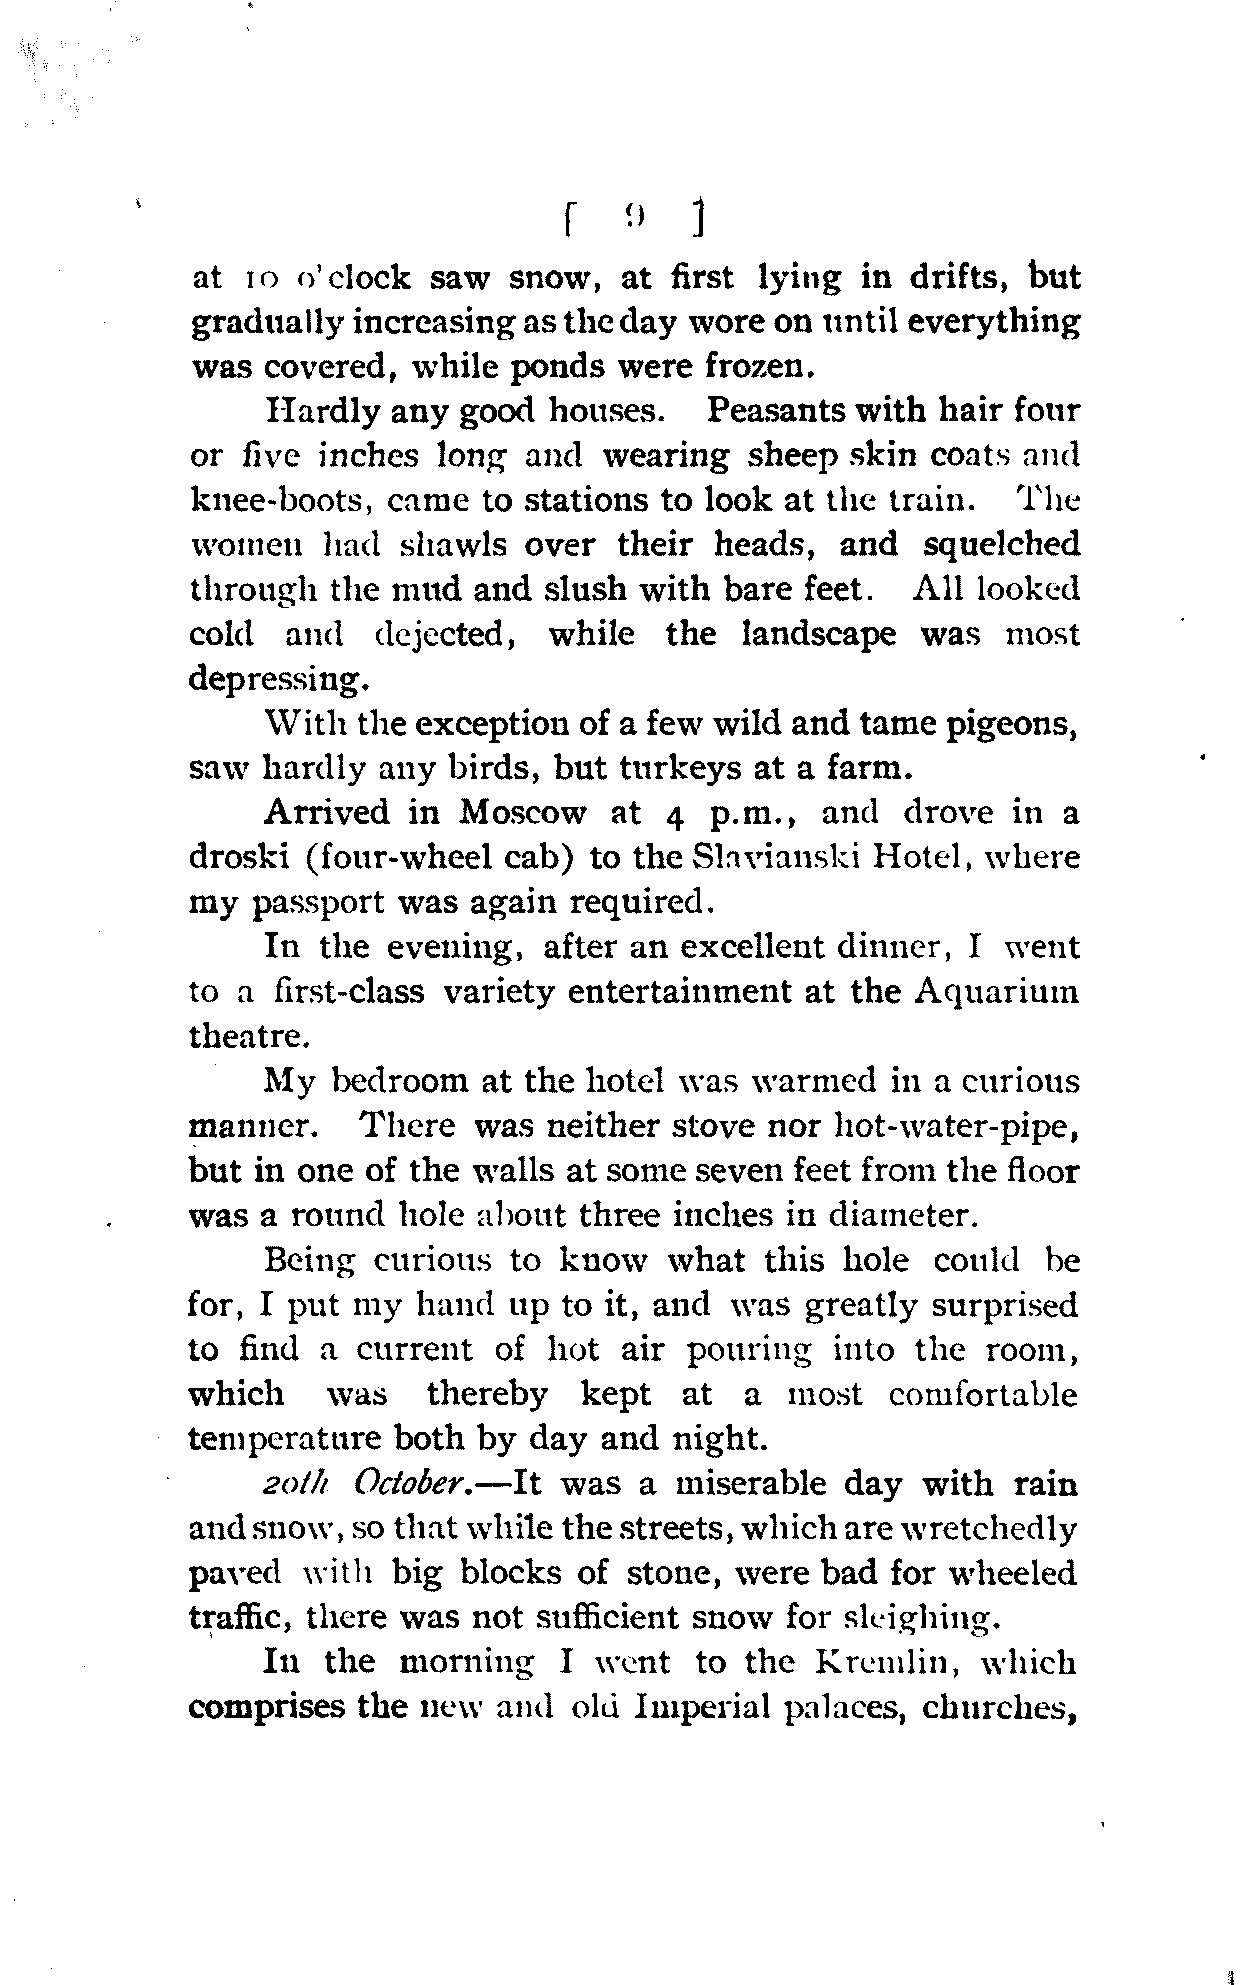 [ 9 ]
at 10 o'clock saw snow, at first lying in drifts, but
gradually increasing as the day wore on until everything
was covered, while ponds were frozen.
Hardly any good houses. Peasants with hair four
or five inches long and wearing sheep skin coats and
knee-boots, came to stations to look at the train. The
women had shawls over their heads, and squelched
through the mud and slush with bare feet. All looked
cold and dejected, while the landscape was most
depressing.
With the exception of a few wild and tame pigeons,
saw hardly any birds, but turkeys at a farm.
Arrived in Moscow at 4 p.m., and drove in a
droski (four-wheel cab) to the Slavianski Hotel, where
my passport was again required.
In the evening, after an excellent dinner, I went
to a first-class variety entertainment at the Aquarium
theatre.
My bedroom at the hotel was warmed in a curious
manner. There was neither stove nor hot-water-pipe,
but in one of the walls at some seven feet from the floor
was a round hole about three inches in diameter.
Being curious to know what this hole could be
for, I put my hand up to it, and was greatly surprised
to find a current of hot air pouring into the room,
which was thereby kept at a most comfortable
temperature both by day and night.
20th October.—It was a miserable day with rain
and snow, so that while the streets, which are wretchedly
paved with big blocks of stone, were bad for wheeled
traffic, there was not sufficient snow for sleighing.
In the morning I went to the Kremlin, which
comprises the new and old Imperial palaces, churches,